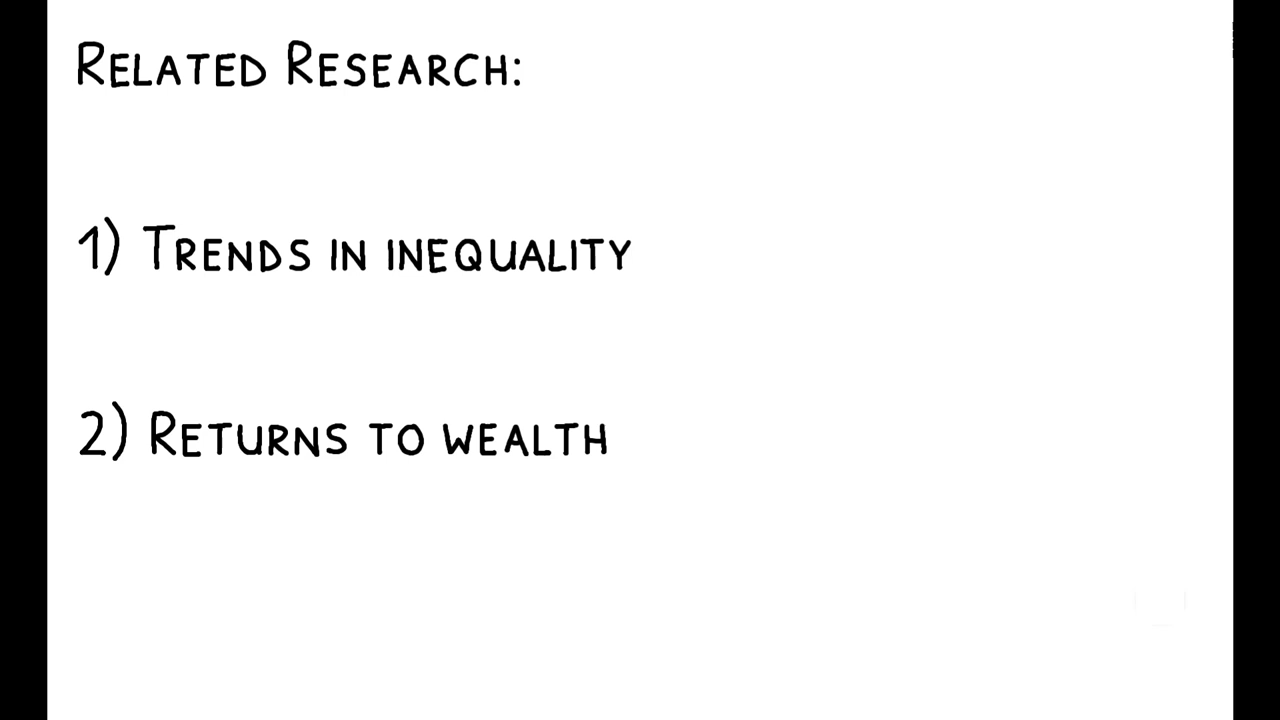 Related Research:
1) Trends in inequality
2) Returns to wealth